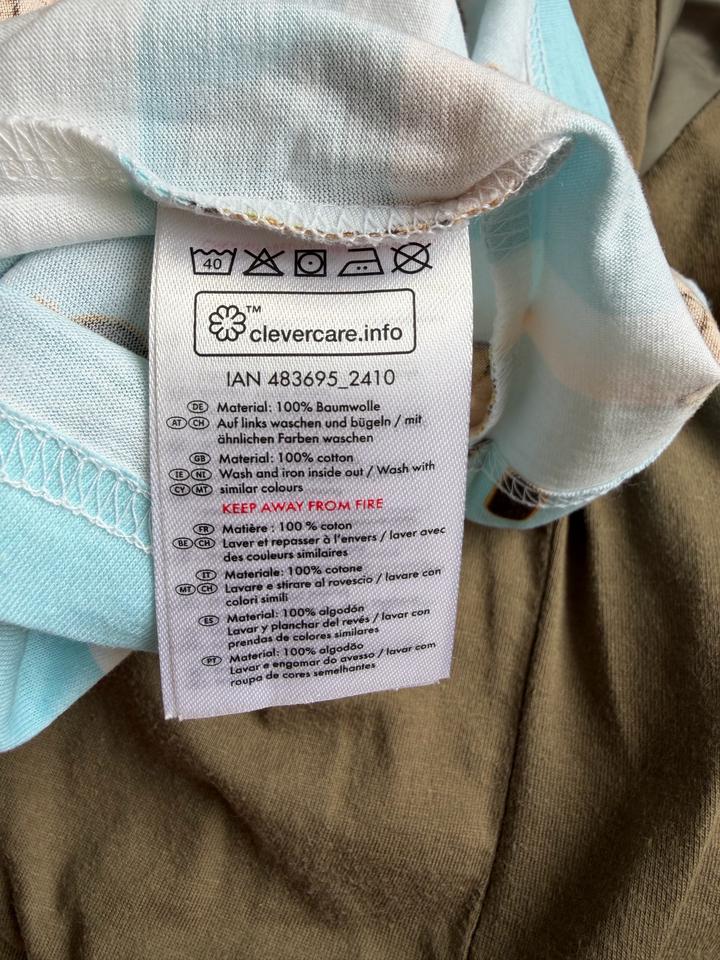 40
™
clevercare.info
IAN 483695_2410
DE Material: 100% Baumwolle
AT CH Auf links waschen und bügeln / mit
ähnlichen Farben waschen
GB Material: 100% cotton
IE NI Wash and iron inside out / Wash with
CY MT similar colours
KEEP AWAY FROM FIRE
FR Matière : 100 % coton
BE CH Laver et repasser à l'envers / laver avec
des couleurs similaires
IT Materiale: 100% cotone
MT CH Lavare e stirare al rovescio / lavare con
colori simili
ES Material: 100% algodón
Lavar y planchar del revés / lavar con
prendas de colores similares
PT Material: 100% algodão
Lavar e engomar do avesso / lavar com
roupa de cores semelhantes